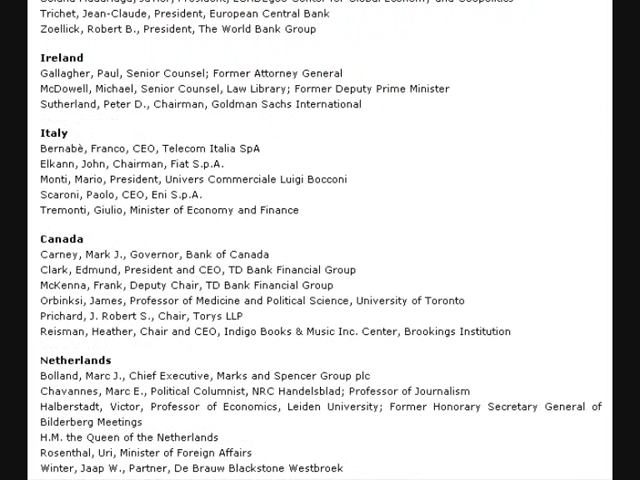 Trichet, Jean-Claude, President, European Central Bank
Zoellick, Robert B., President, The World Bank Group
Ireland
Gallagher, Paul, Senior Counsel; Former Attorney General
McDowell, Michael, Senior Counsel, Law Library; Former Deputy Prime Minister
Sutherland, Peter D., Chairman, Goldman Sachs International
Italy
Bernabè, Franco, CEO, Telecom Italia SpA
Elkann, John, Chairman, Fiat S.p.A.
Monti, Mario, President, Univers Commerciale Luigi Bocconi
Scaroni, Paolo, CEO, Eni S.p.A.
Tremonti, Giulio, Minister of Economy and Finance
Canada
Carney, Mark J., Governor, Bank of Canada
Clark, Edmund, President and CEO, TD Bank Financial Group
McKenna, Frank, Deputy Chair, TD Bank Financial Group
Orbinksi, James, Professor of Medicine and Political Science, University of Toronto
Prichard, J. Robert S., Chair, Torys LLP
Reisman, Heather, Chair and CEO, Indigo Books & Music Inc. Center, Brookings Institution
Netherlands
Bolland, Marc J., Chief Executive, Marks and Spencer Group plc
Chavannes, Marc E., Political Columnist, NRC Handelsblad; Professor of Journalism
Halberstadt, Victor, Professor of Economics, Leiden University; Former Honorary Secretary General of
Bilderberg Meetings
H.M. the Queen of the Netherlands
Rosenthal, Uri, Minister of Foreign Affairs
Winter, Jaap W., Partner, De Brauw Blackstone Westbroek